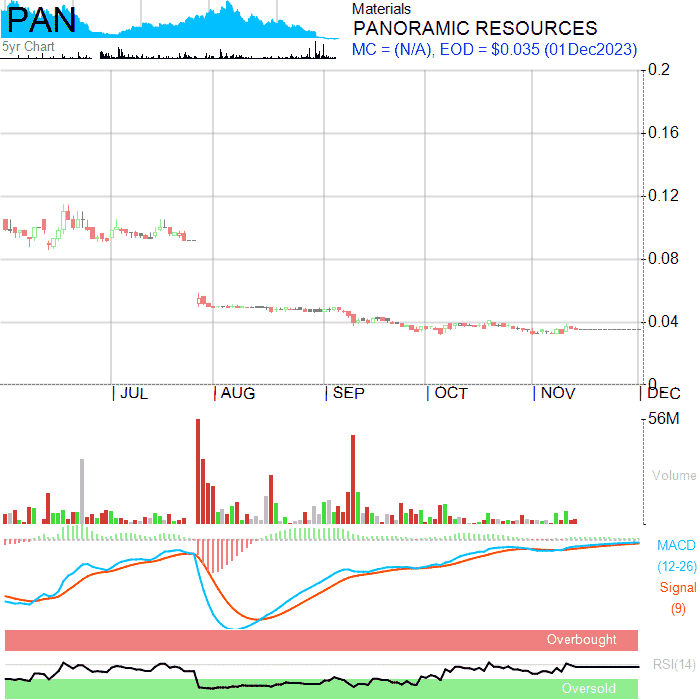 PAN
5yr Chart
Materials
PANORAMIC RESOURCES
MC = (N/A), EOD = $0.035 (01Dec2023)
0.2
0.16
0.12
0.08
0.04
0
JUL AUG SEP OCT NOV DEC
56M
Volume
MACD
(12-26)
Signal
(9)
Overbought
RSI(14)
Oversold